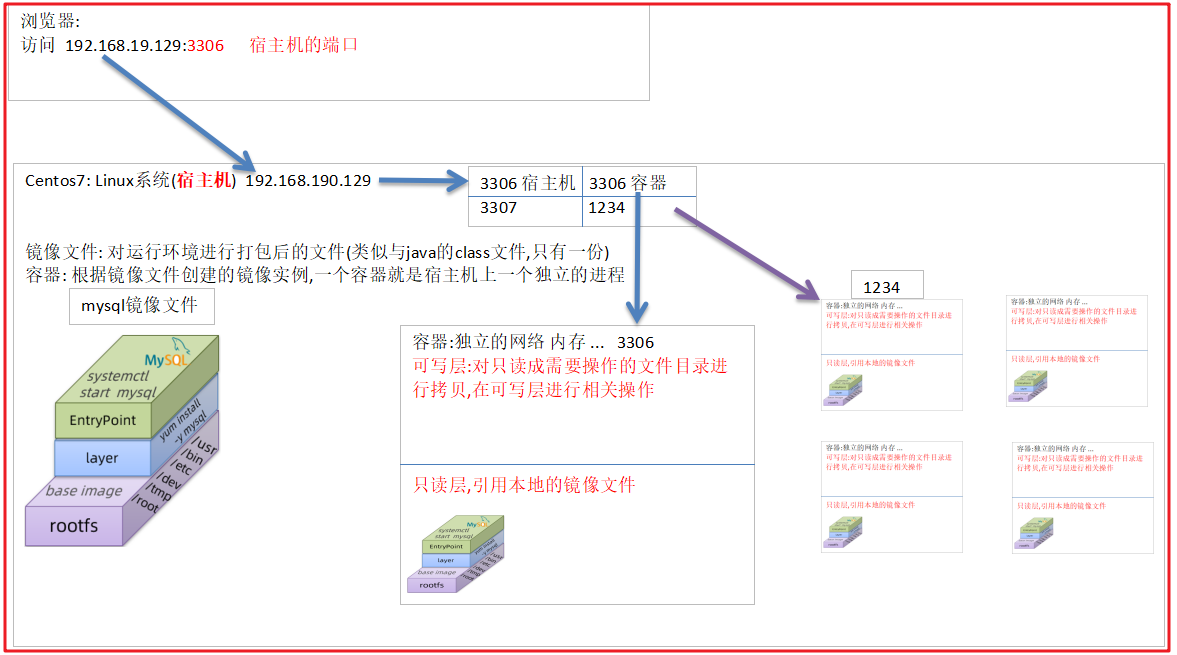 浏览器:
访问 192.168.19.129:3306 宿主机的端口
Centos7: Linux系统(宿主机) 192.168.190.129
3306 宿主机 3306 容器
3307 1234
镜像文件: 对运行环境进行打包后的文件(类似与java的class文件,只有一份)
容器: 根据镜像文件创建的镜像实例,一个容器就是宿主机上一个独立的进程
mysql镜像文件
MySQL
systemctl
start mysql
EntryPoint
yum install
-y mysql
layer
base image
/usr
/bin
/etc
/dev
/tmp
/root
rootfs
容器:独立的网络 内存 ... 3306
可写层:对只读成需要操作的文件目录进
行拷贝,在可写层进行相关操作
只读层,引用本地的镜像文件
MySQL
systemctl
start mysql
EntryPoint
layer
base image
rootfs
1234
容器:独立的网络 内存 ...
可写层:对只读成需要操作的文件目录进
行拷贝,在可写层进行相关操作
只读层,引用本地的镜像文件
容器:独立的网络 内存 ...
可写层:对只读成需要操作的文件目录进
行拷贝,在可写层进行相关操作
只读层,引用本地的镜像文件
容器:独立的网络 内存 ...
可写层:对只读成需要操作的文件目录进
行拷贝,在可写层进行相关操作
只读层,引用本地的镜像文件
容器:独立的网络 内存 ...
可写层:对只读成需要操作的文件目录进
行拷贝,在可写层进行相关操作
只读层,引用本地的镜像文件